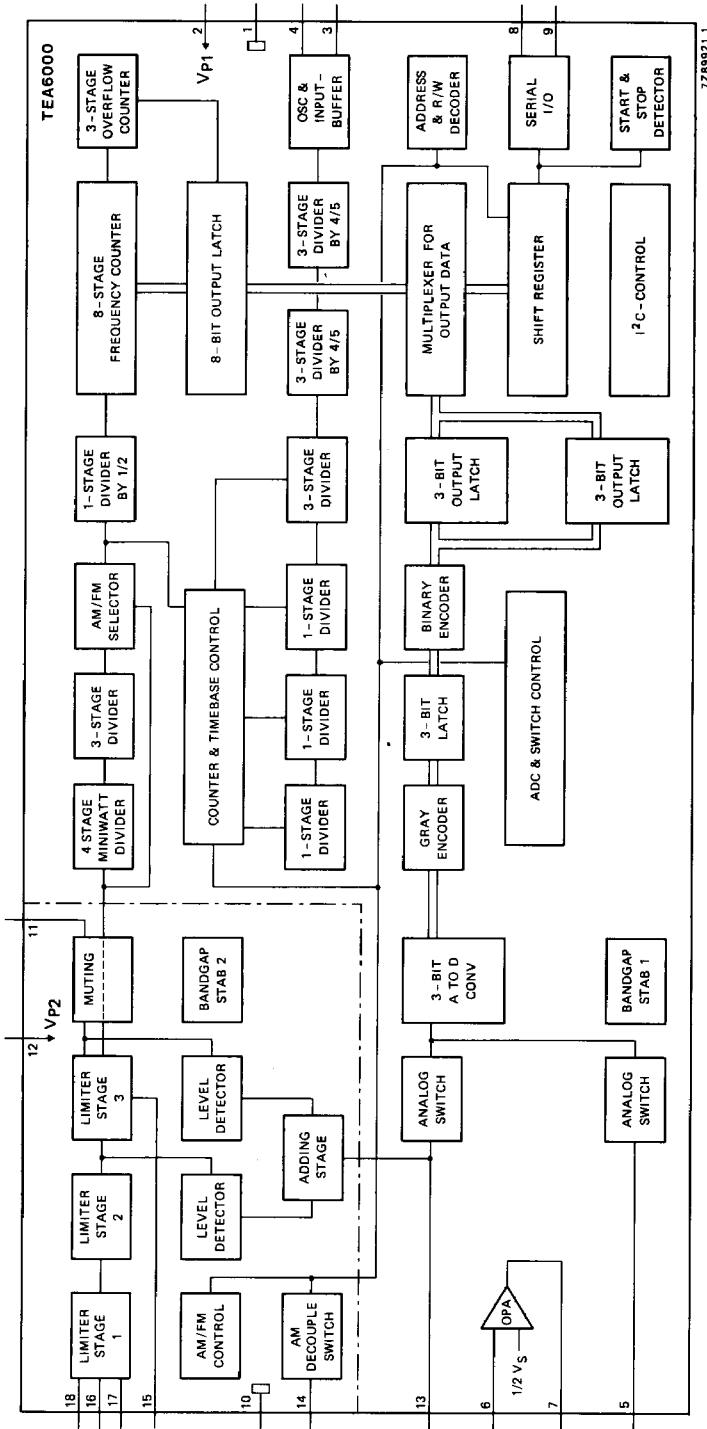 TEA6000
18
16
17
15
LIMITER
STAGE
1
LIMITER
STAGE
2
LIMITER
STAGE
3
12
VP2
MUTING
11
4 STAGE
MINIWATT
DIVIDER
3-STAGE
DIVIDER
AM/FM
SELECTOR
1-STAGE
DIVIDER
BY 1/2
8-STAGE
FREQUENCY COUNTER
3-STAGE
OVERFLOW
COUNTER
2
VP1
1
AM/FM
CONTROL
LEVEL
DETECTOR
LEVEL
DETECTOR
BANDGAP
STAB 2
COUNTER & TIMEBASE CONTROL
8-BIT OUTPUT LATCH
10
14
AM
DECOUPLE
SWITCH
ADDING
STAGE
1-STAGE
DIVIDER
1-STAGE
DIVIDER
1-STAGE
DIVIDER
3-STAGE
DIVIDER
3-STAGE
DIVIDER
BY 4/5
3-STAGE
DIVIDER
BY 4/5
OSC &
INPUT-
BUFFER
4
3
13
ANALOG
SWITCH
3-BIT
A TO D
CONV
GRAY
ENCODER
3-BIT
LATCH
BINARY
ENCODER
3-BIT
OUTPUT
LATCH
MULTIPLEXER FOR
OUTPUT DATA
ADDRESS
& R/W
DECODER
6
1/2 VS
OPA
7
ADC & SWITCH CONTROL
3-BIT
OUTPUT
LATCH
SHIFT REGISTER
SERIAL
I/O
8
9
5
ANALOG
SWITCH
BANDGAP
STAB 1
I²C-CONTROL
START &
STOP
DETECTOR
7Z89921.1